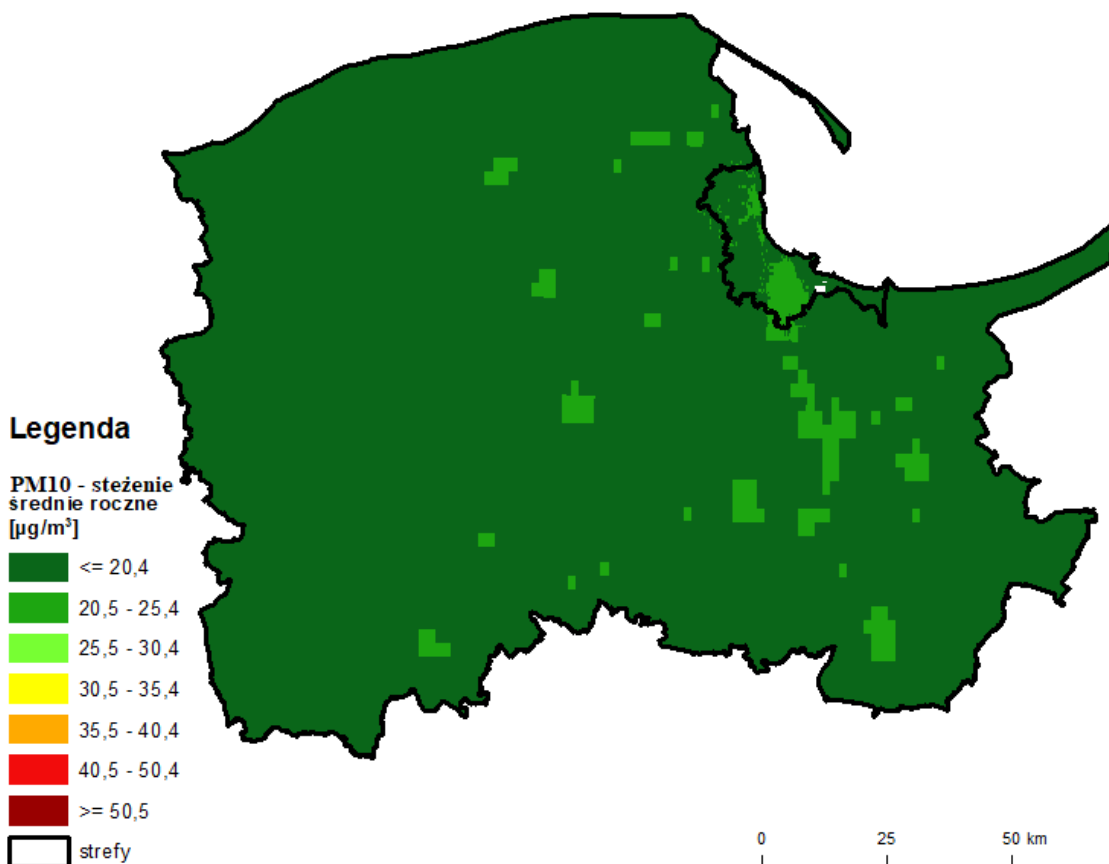 Legenda
PM10 - steżenie
średnie roczne
[µg/m³]
<= 20,4
20,5 - 25,4
25,5 - 30,4
30,5 - 35,4
35,5 - 40,4
40,5 - 50,4
>= 50,5
strefy
0 25 50 km